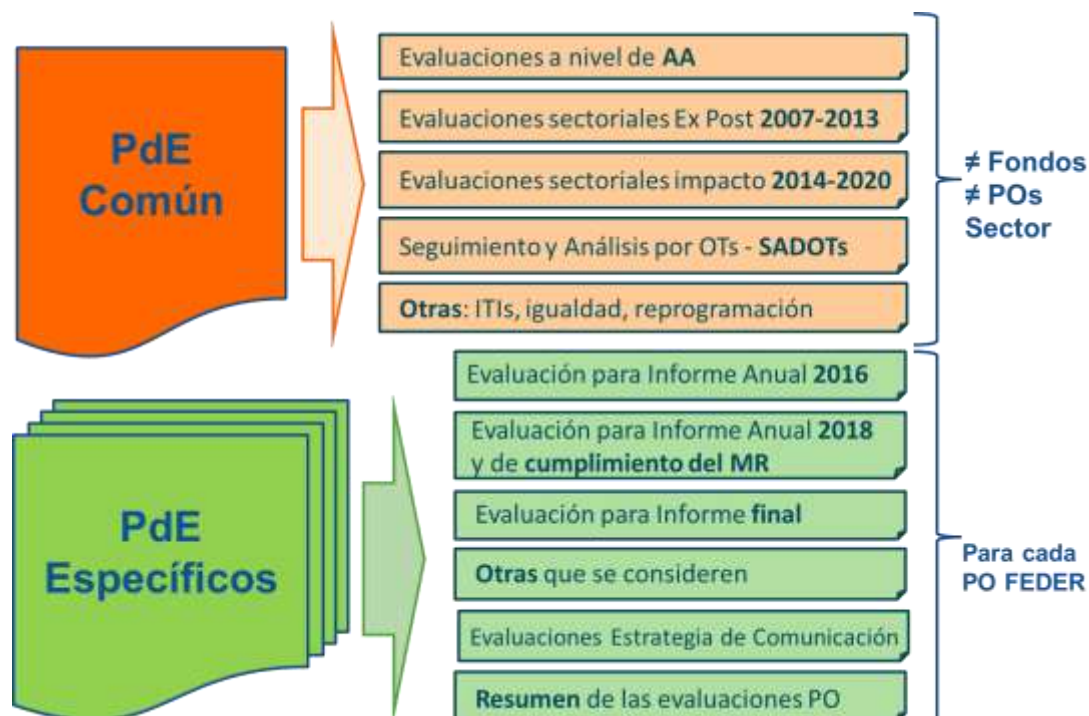 PdE
Común
Evaluaciones a nivel de AA
Evaluaciones sectoriales Ex Post 2007-2013
Evaluaciones sectoriales impacto 2014-2020
Seguimiento y Análisis por OTs - SADOTs
Otras: ITIs, igualdad, reprogramación
≠ Fondos
≠ POs
Sector
PdE
Específicos
Evaluación para Informe Anual 2016
Evaluación para Informe Anual 2018
y de cumplimiento del MR
Evaluación para Informe final
Otras que se consideren
Evaluaciones Estrategia de Comunicación
Resumen de las evaluaciones PO
Para cada
PO FEDER